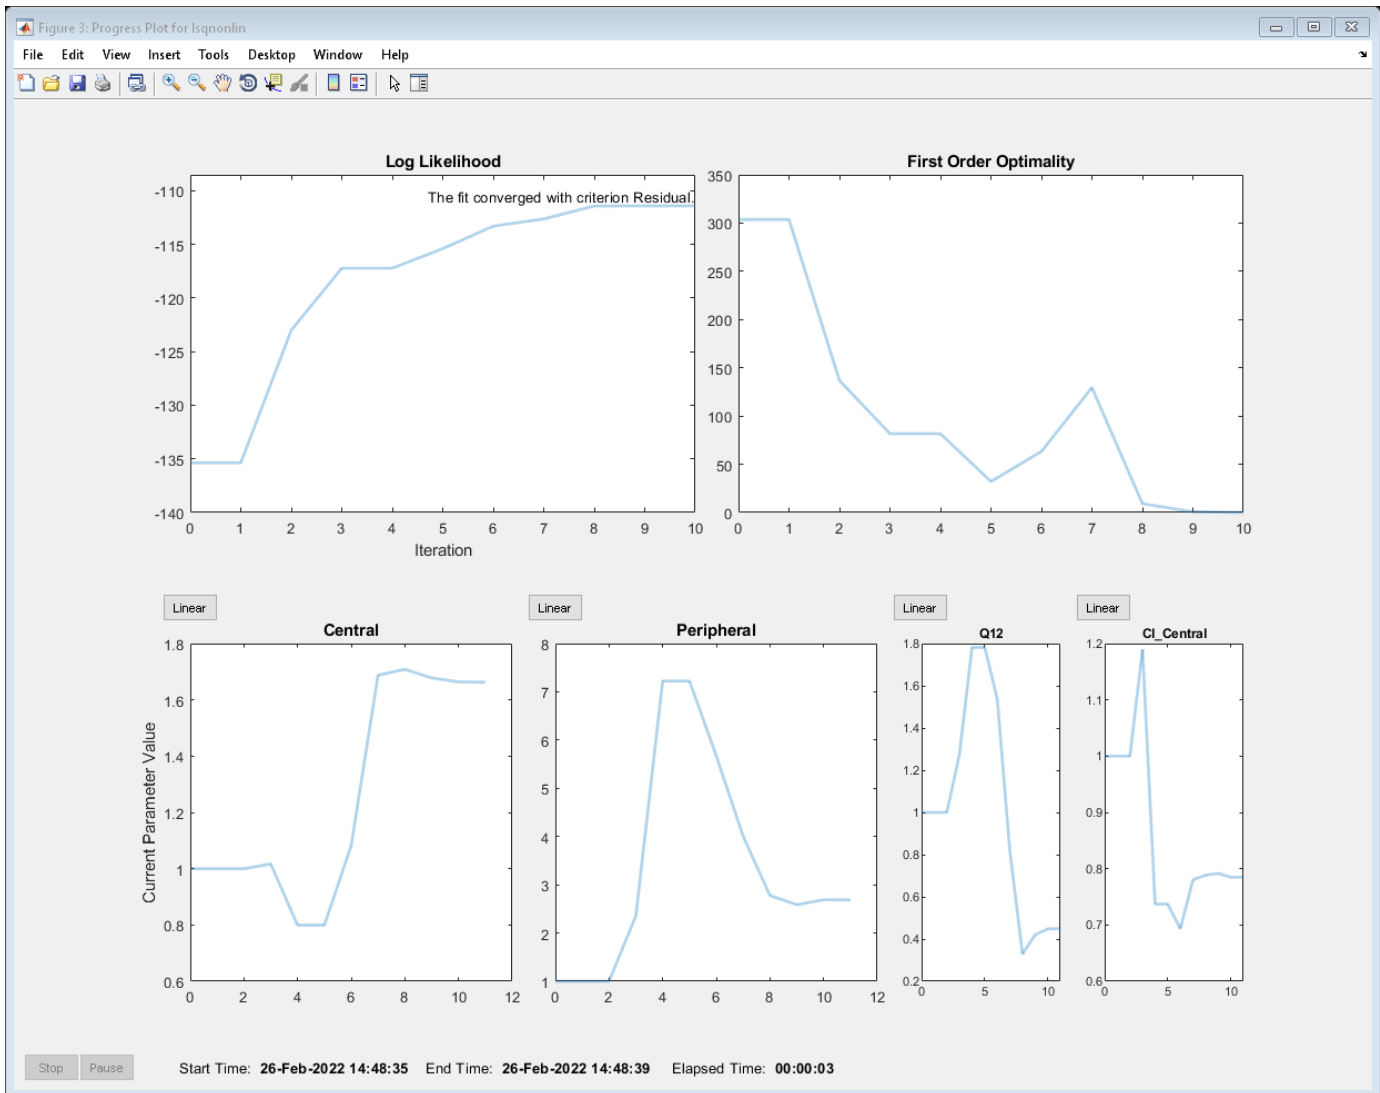 Figure 3: Progress Plot for lsqnonlin
File Edit View Insert Tools Desktop Window Help
Log Likelihood
The fit converged with criterion Residual.
-110
-115
-120
-125
-130
-135
-140
0 1 2 3 4 5 6 7 8 9 10
Iteration
First Order Optimality
350
300
250
200
150
100
50
0
0 1 2 3 4 5 6 7 8 9 10
Linear
Central
Current Parameter Value
1.8
1.6
1.4
1.2
1
0.8
0.6
0 2 4 6 8 10 12
Linear
Peripheral
8
7
6
5
4
3
2
1
0 2 4 6 8 10 12
Linear
Q12
1.8
1.6
1.4
1.2
1
0.8
0.6
0.4
0.2
0 5 10
Linear
Cl_Central
1.2
1.1
1
0.9
0.8
0.7
0.6
0 5 10
Stop Pause Start Time: 26-Feb-2022 14:48:35 End Time: 26-Feb-2022 14:48:39 Elapsed Time: 00:00:03